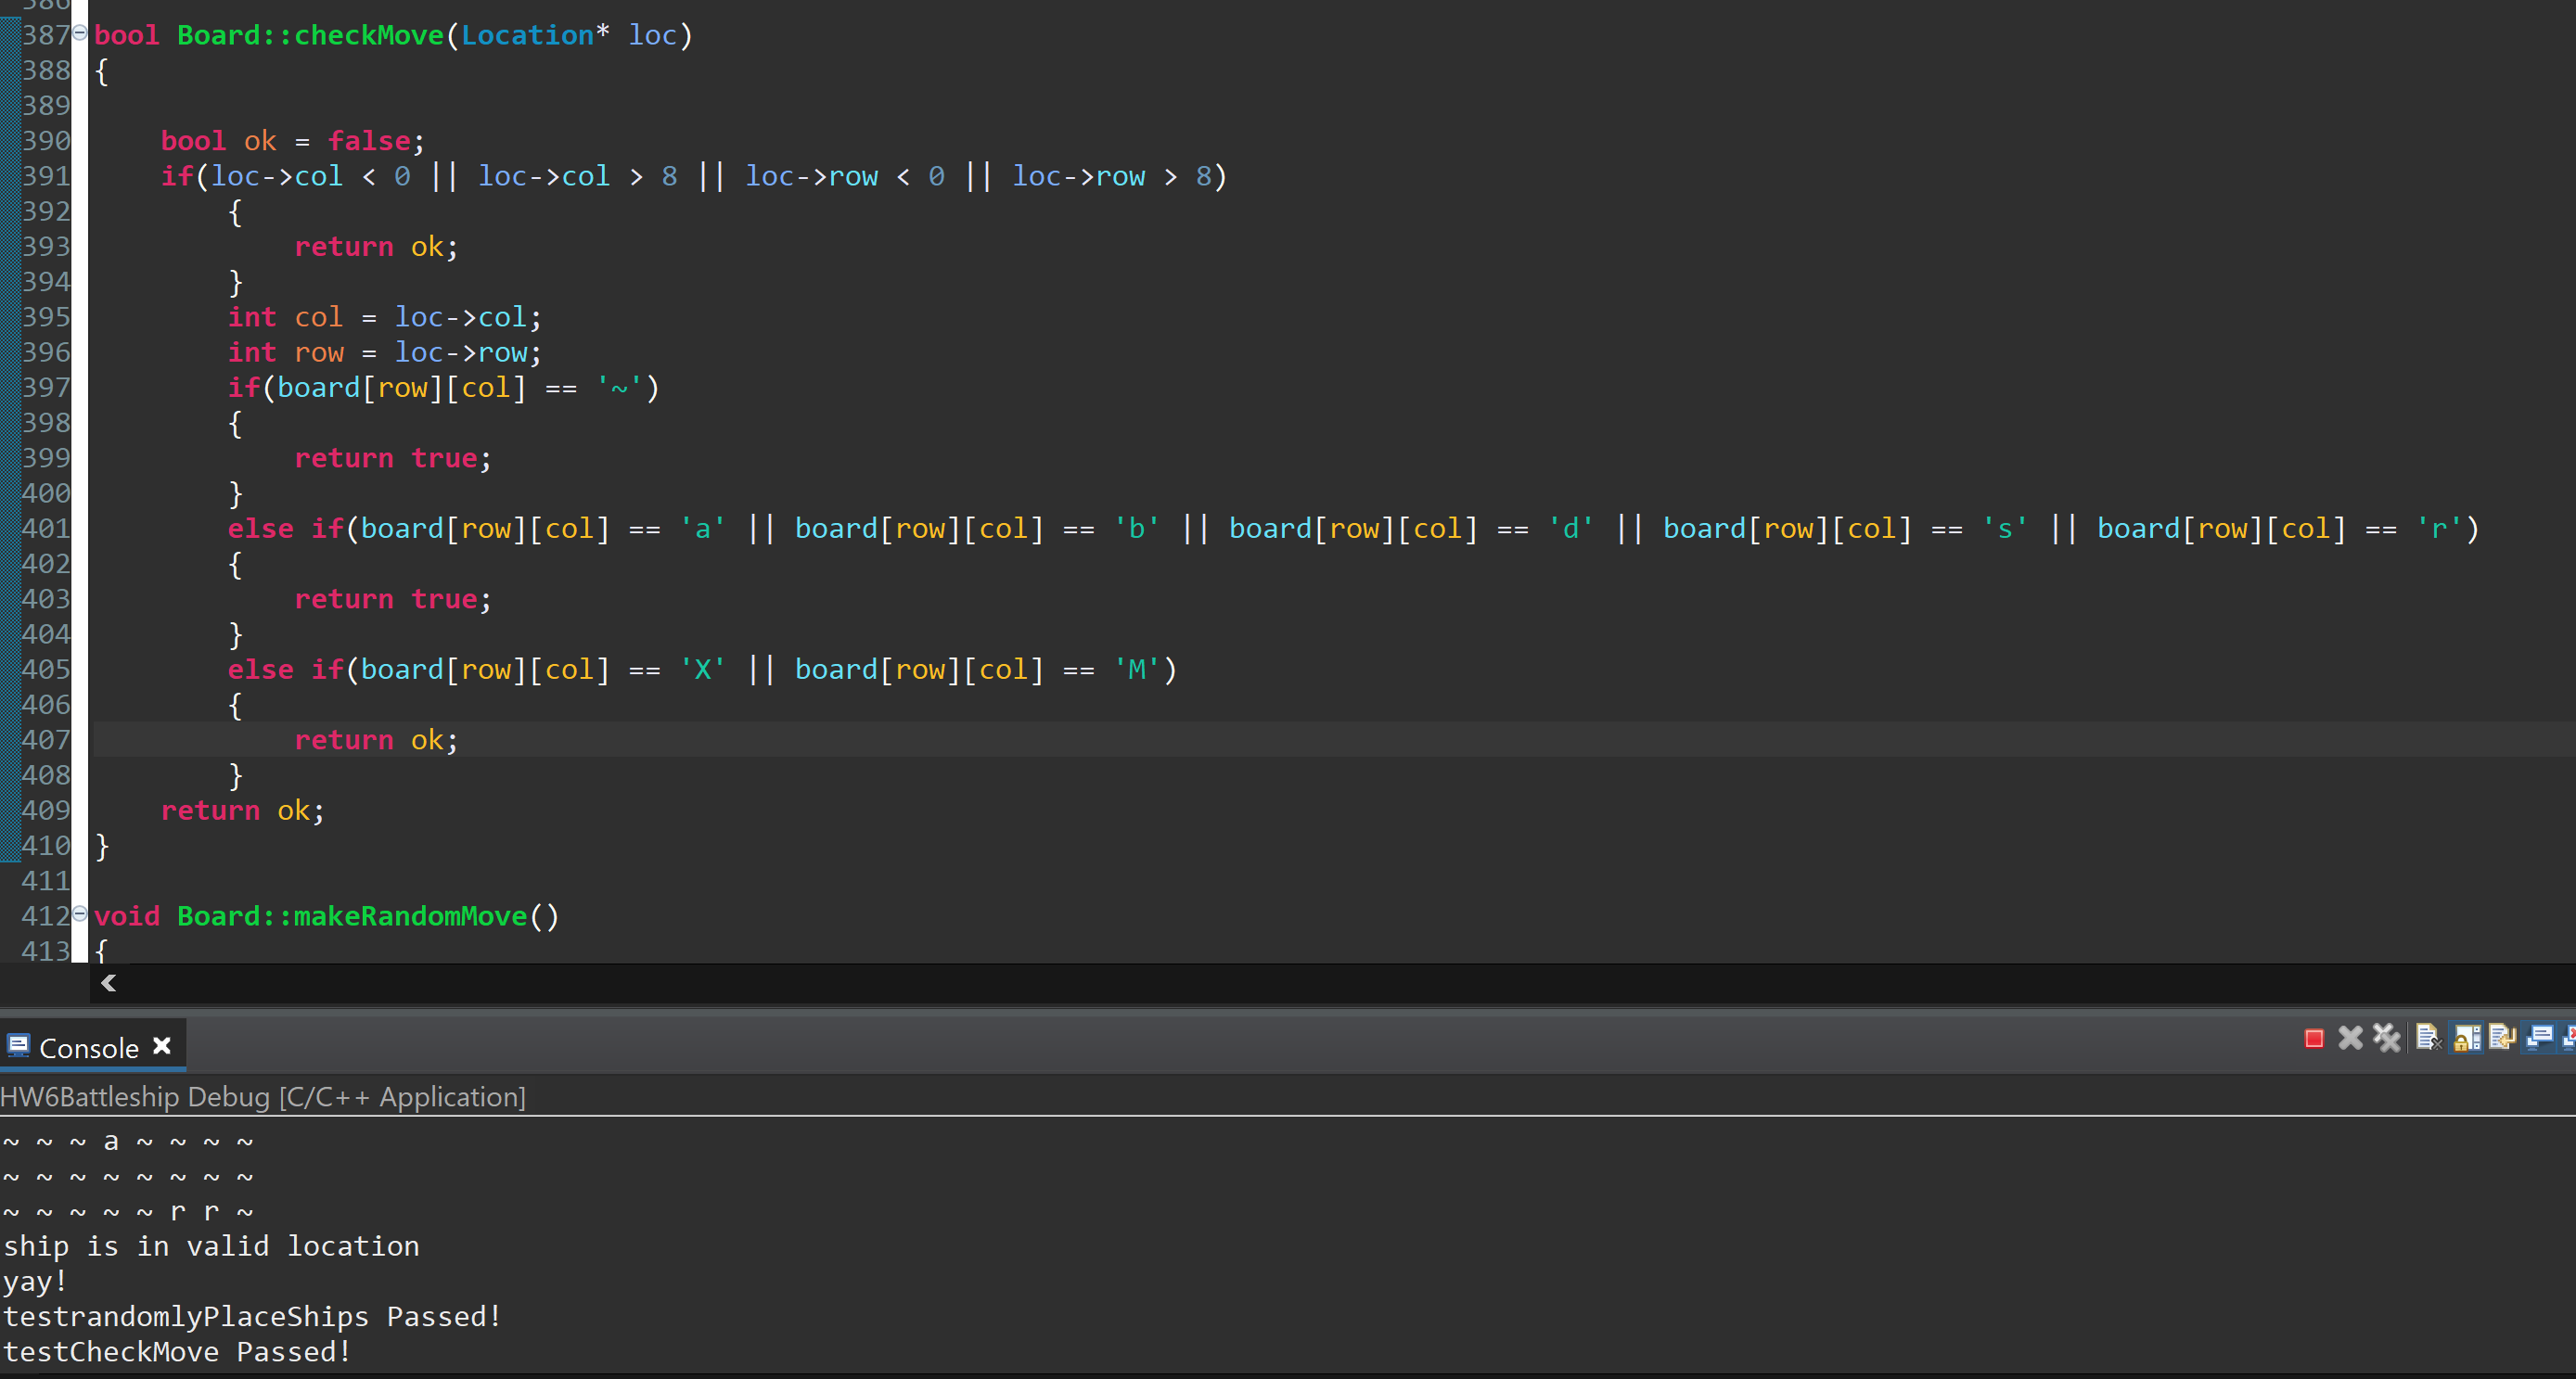 386
387 bool Board::checkMove(Location* loc)
388 {
389
390     bool ok = false;
391     if(loc->col < 0 || loc->col > 8 || loc->row < 0 || loc->row > 8)
392         {
393             return ok;
394         }
395         int col = loc->col;
396         int row = loc->row;
397         if(board[row][col] == '~')
398         {
399             return true;
400         }
401         else if(board[row][col] == 'a' || board[row][col] == 'b' || board[row][col] == 'd' || board[row][col] == 's' || board[row][col] == 'r')
402         {
403             return true;
404         }
405         else if(board[row][col] == 'X' || board[row][col] == 'M')
406         {
407             return ok;
408         }
409     return ok;
410 }
411
412 void Board::makeRandomMove()
413 {
Console
HW6Battleship Debug [C/C++ Application]
~ ~ ~ a ~ ~ ~ ~
~ ~ ~ ~ ~ ~ ~ ~
~ ~ ~ ~ ~ r r ~
ship is in valid location
yay!
testrandomlyPlaceShips Passed!
testCheckMove Passed!